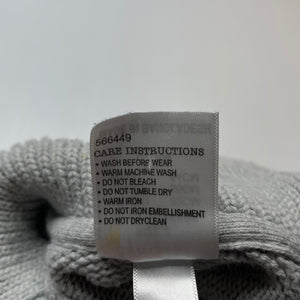 566449
CARE INSTRUCTIONS
• WASH BEFORE WEAR
• WARM MACHINE WASH
• DO NOT BLEACH
• DO NOT TUMBLE DRY
• WARM IRON
• DO NOT IRON EMBELLISHMENT
• DO NOT DRYCLEAN